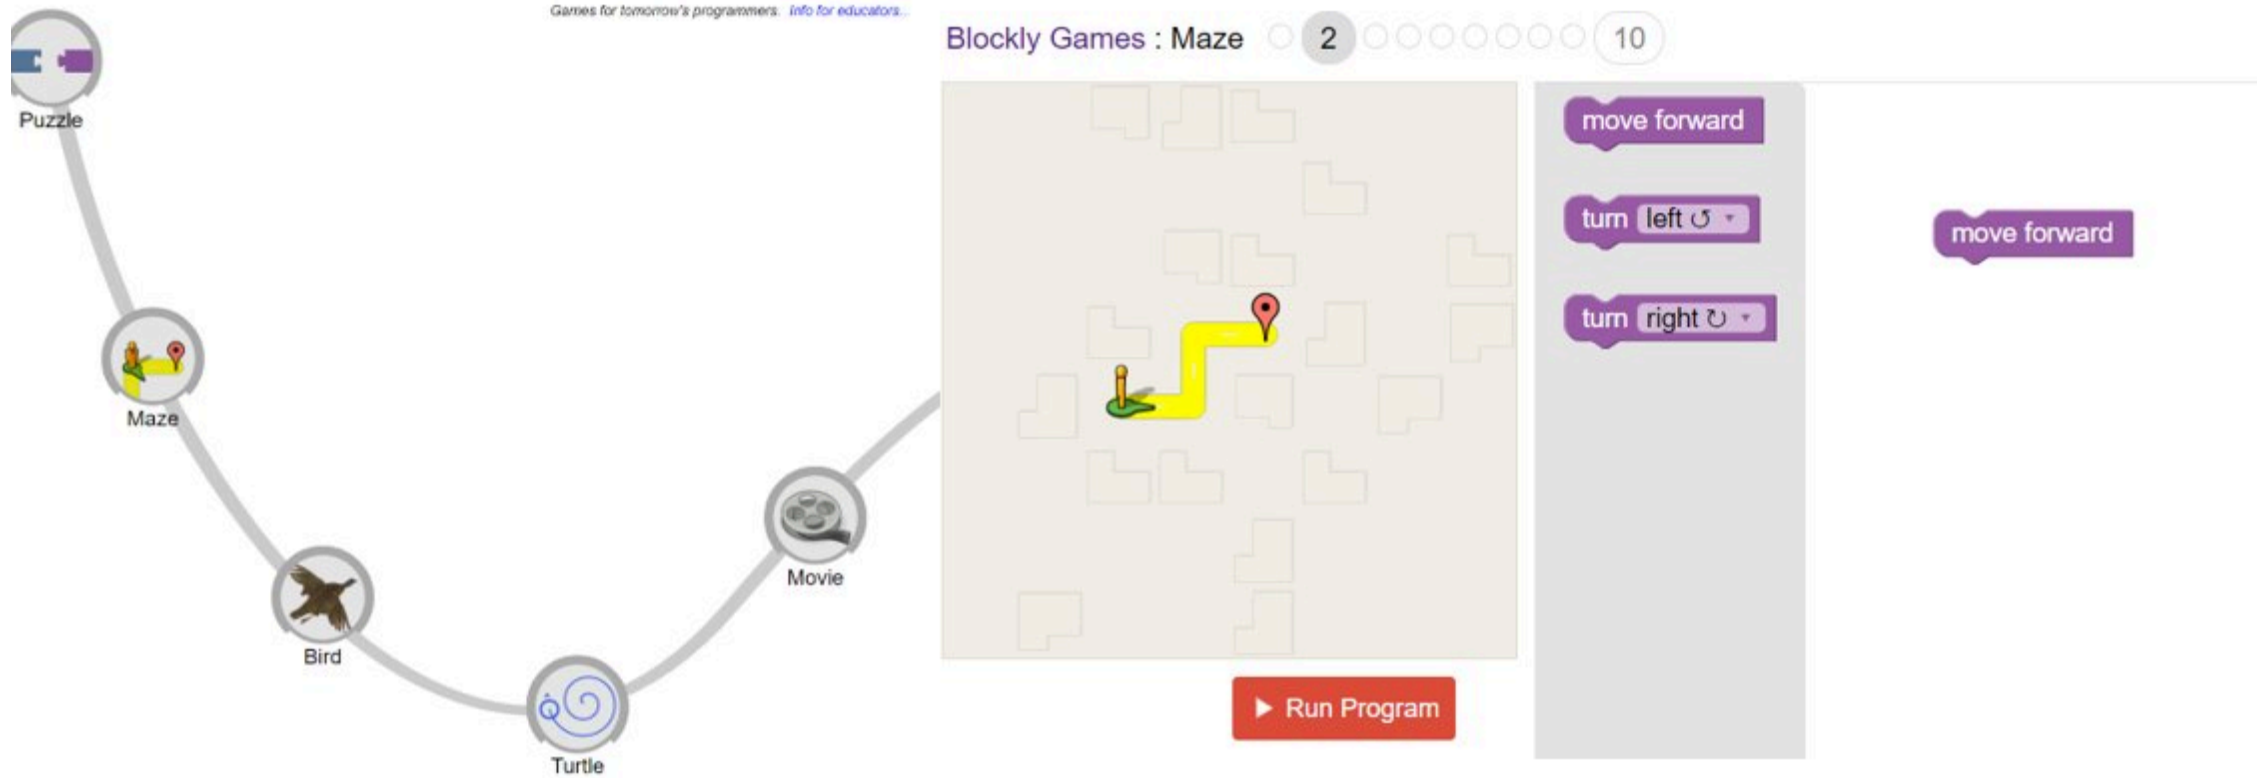 Games for tomorrow's programmers. Info for educators...
Puzzle
Maze
Bird
Turtle
Movie
Blockly Games : Maze 2 10
move forward
turn left ↺ ▾
turn right ↻ ▾
move forward
▶ Run Program